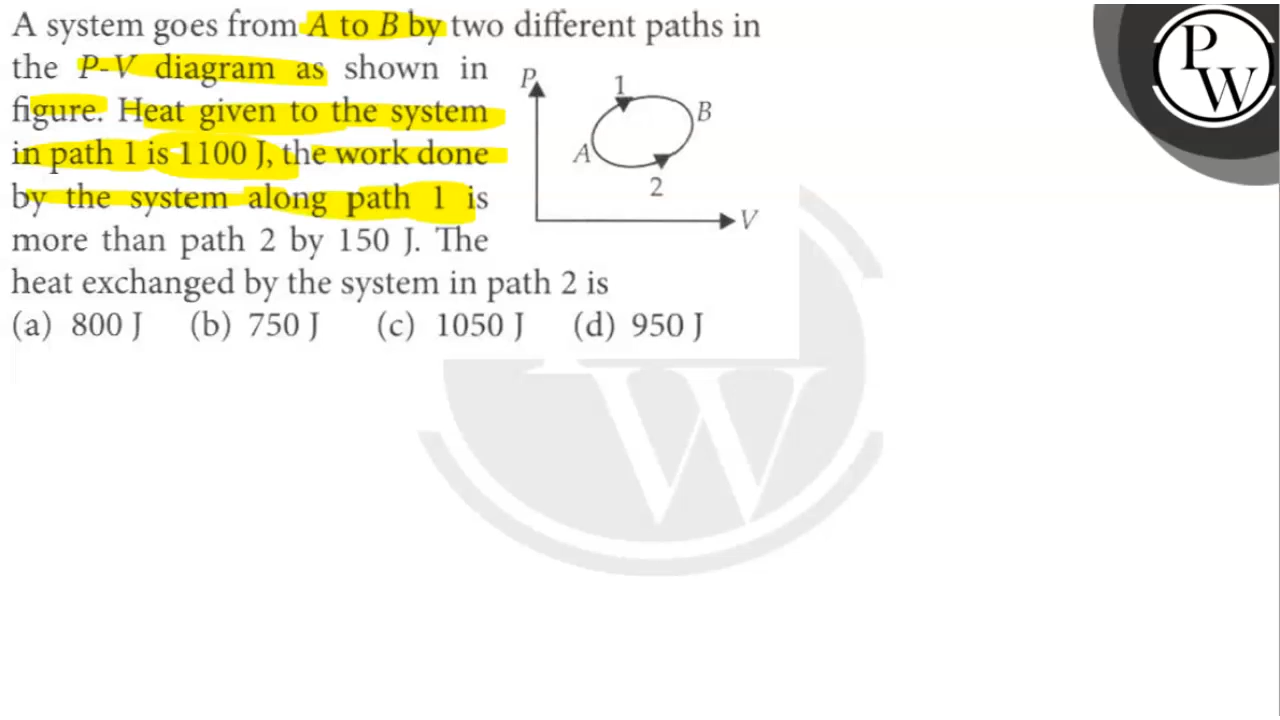 A system goes from A to B by two different paths in
the P-V diagram as shown in
figure. Heat given to the system
in path 1 is 1100 J, the work done
by the system along path 1 is
more than path 2 by 150 J. The
heat exchanged by the system in path 2 is
(a) 800 J (b) 750 J (c) 1050 J (d) 950 J
P
1
B
A
2
V
P
W
W